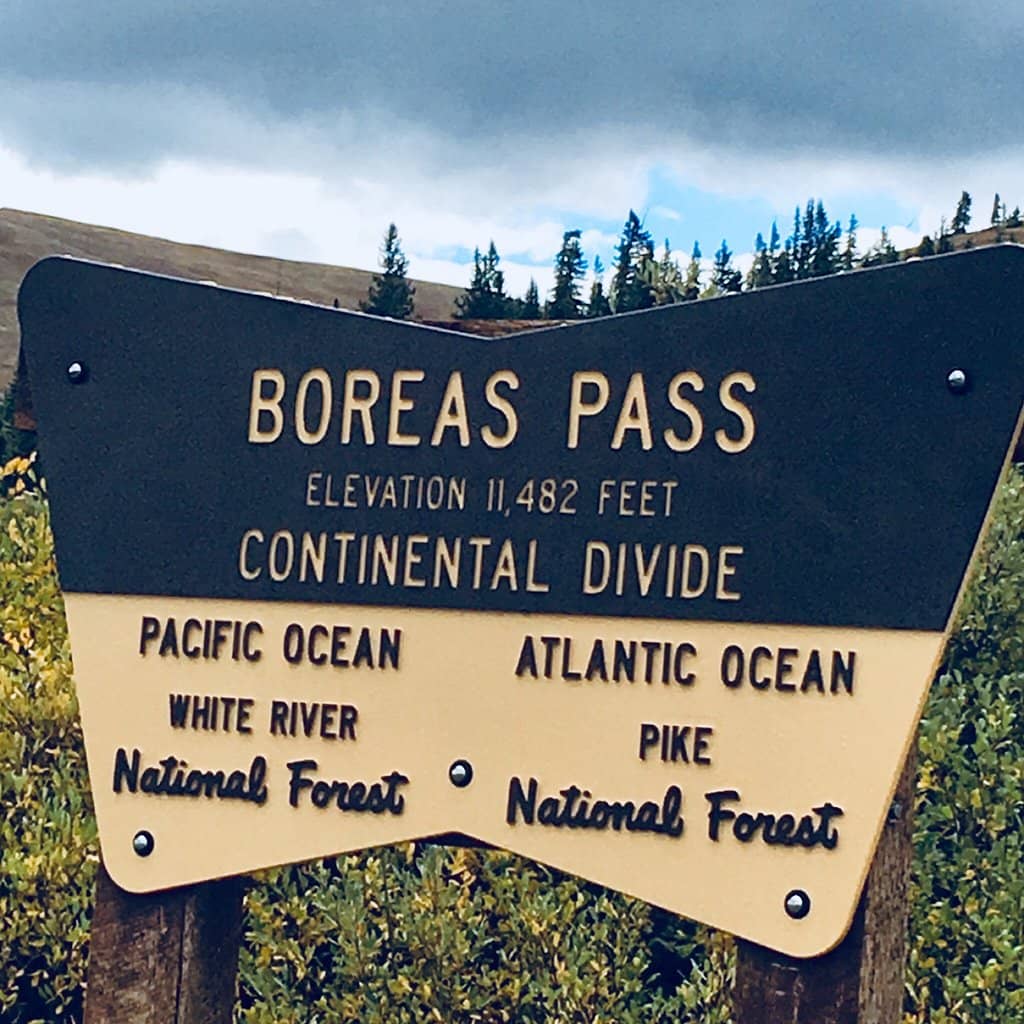 BOREAS PASS
ELEVATION 11,482 FEET
CONTINENTAL DIVIDE
PACIFIC OCEAN
WHITE RIVER
National Forest
ATLANTIC OCEAN
PIKE
National Forest